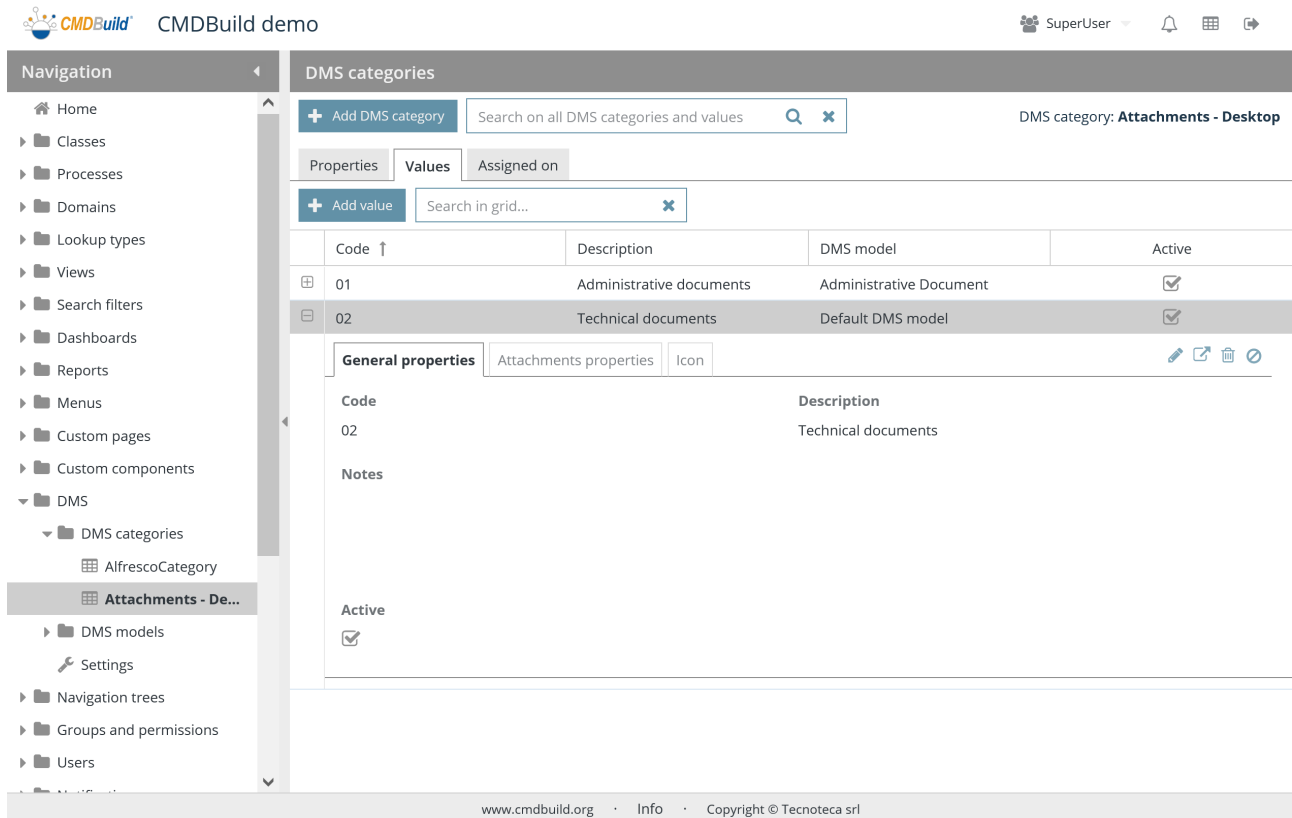 CMDBuild CMDBuild demo
SuperUser
Navigation
DMS categories
Home
Classes
Processes
Domains
Lookup types
Views
Search filters
Dashboards
Reports
Menus
Custom pages
Custom components
DMS
DMS categories
AlfrescoCategory
Attachments - De...
DMS models
Settings
Navigation trees
Groups and permissions
Users
Add DMS category
Search on all DMS categories and values
DMS category: Attachments - Desktop
Properties Values Assigned on
Add value
Search in grid...
Code Description DMS model Active
01 Administrative documents Administrative Document
02 Technical documents Default DMS model
General properties Attachments properties Icon
Code Description
02 Technical documents
Notes
Active
www.cmdbuild.org · Info · Copyright © Tecnoteca srl